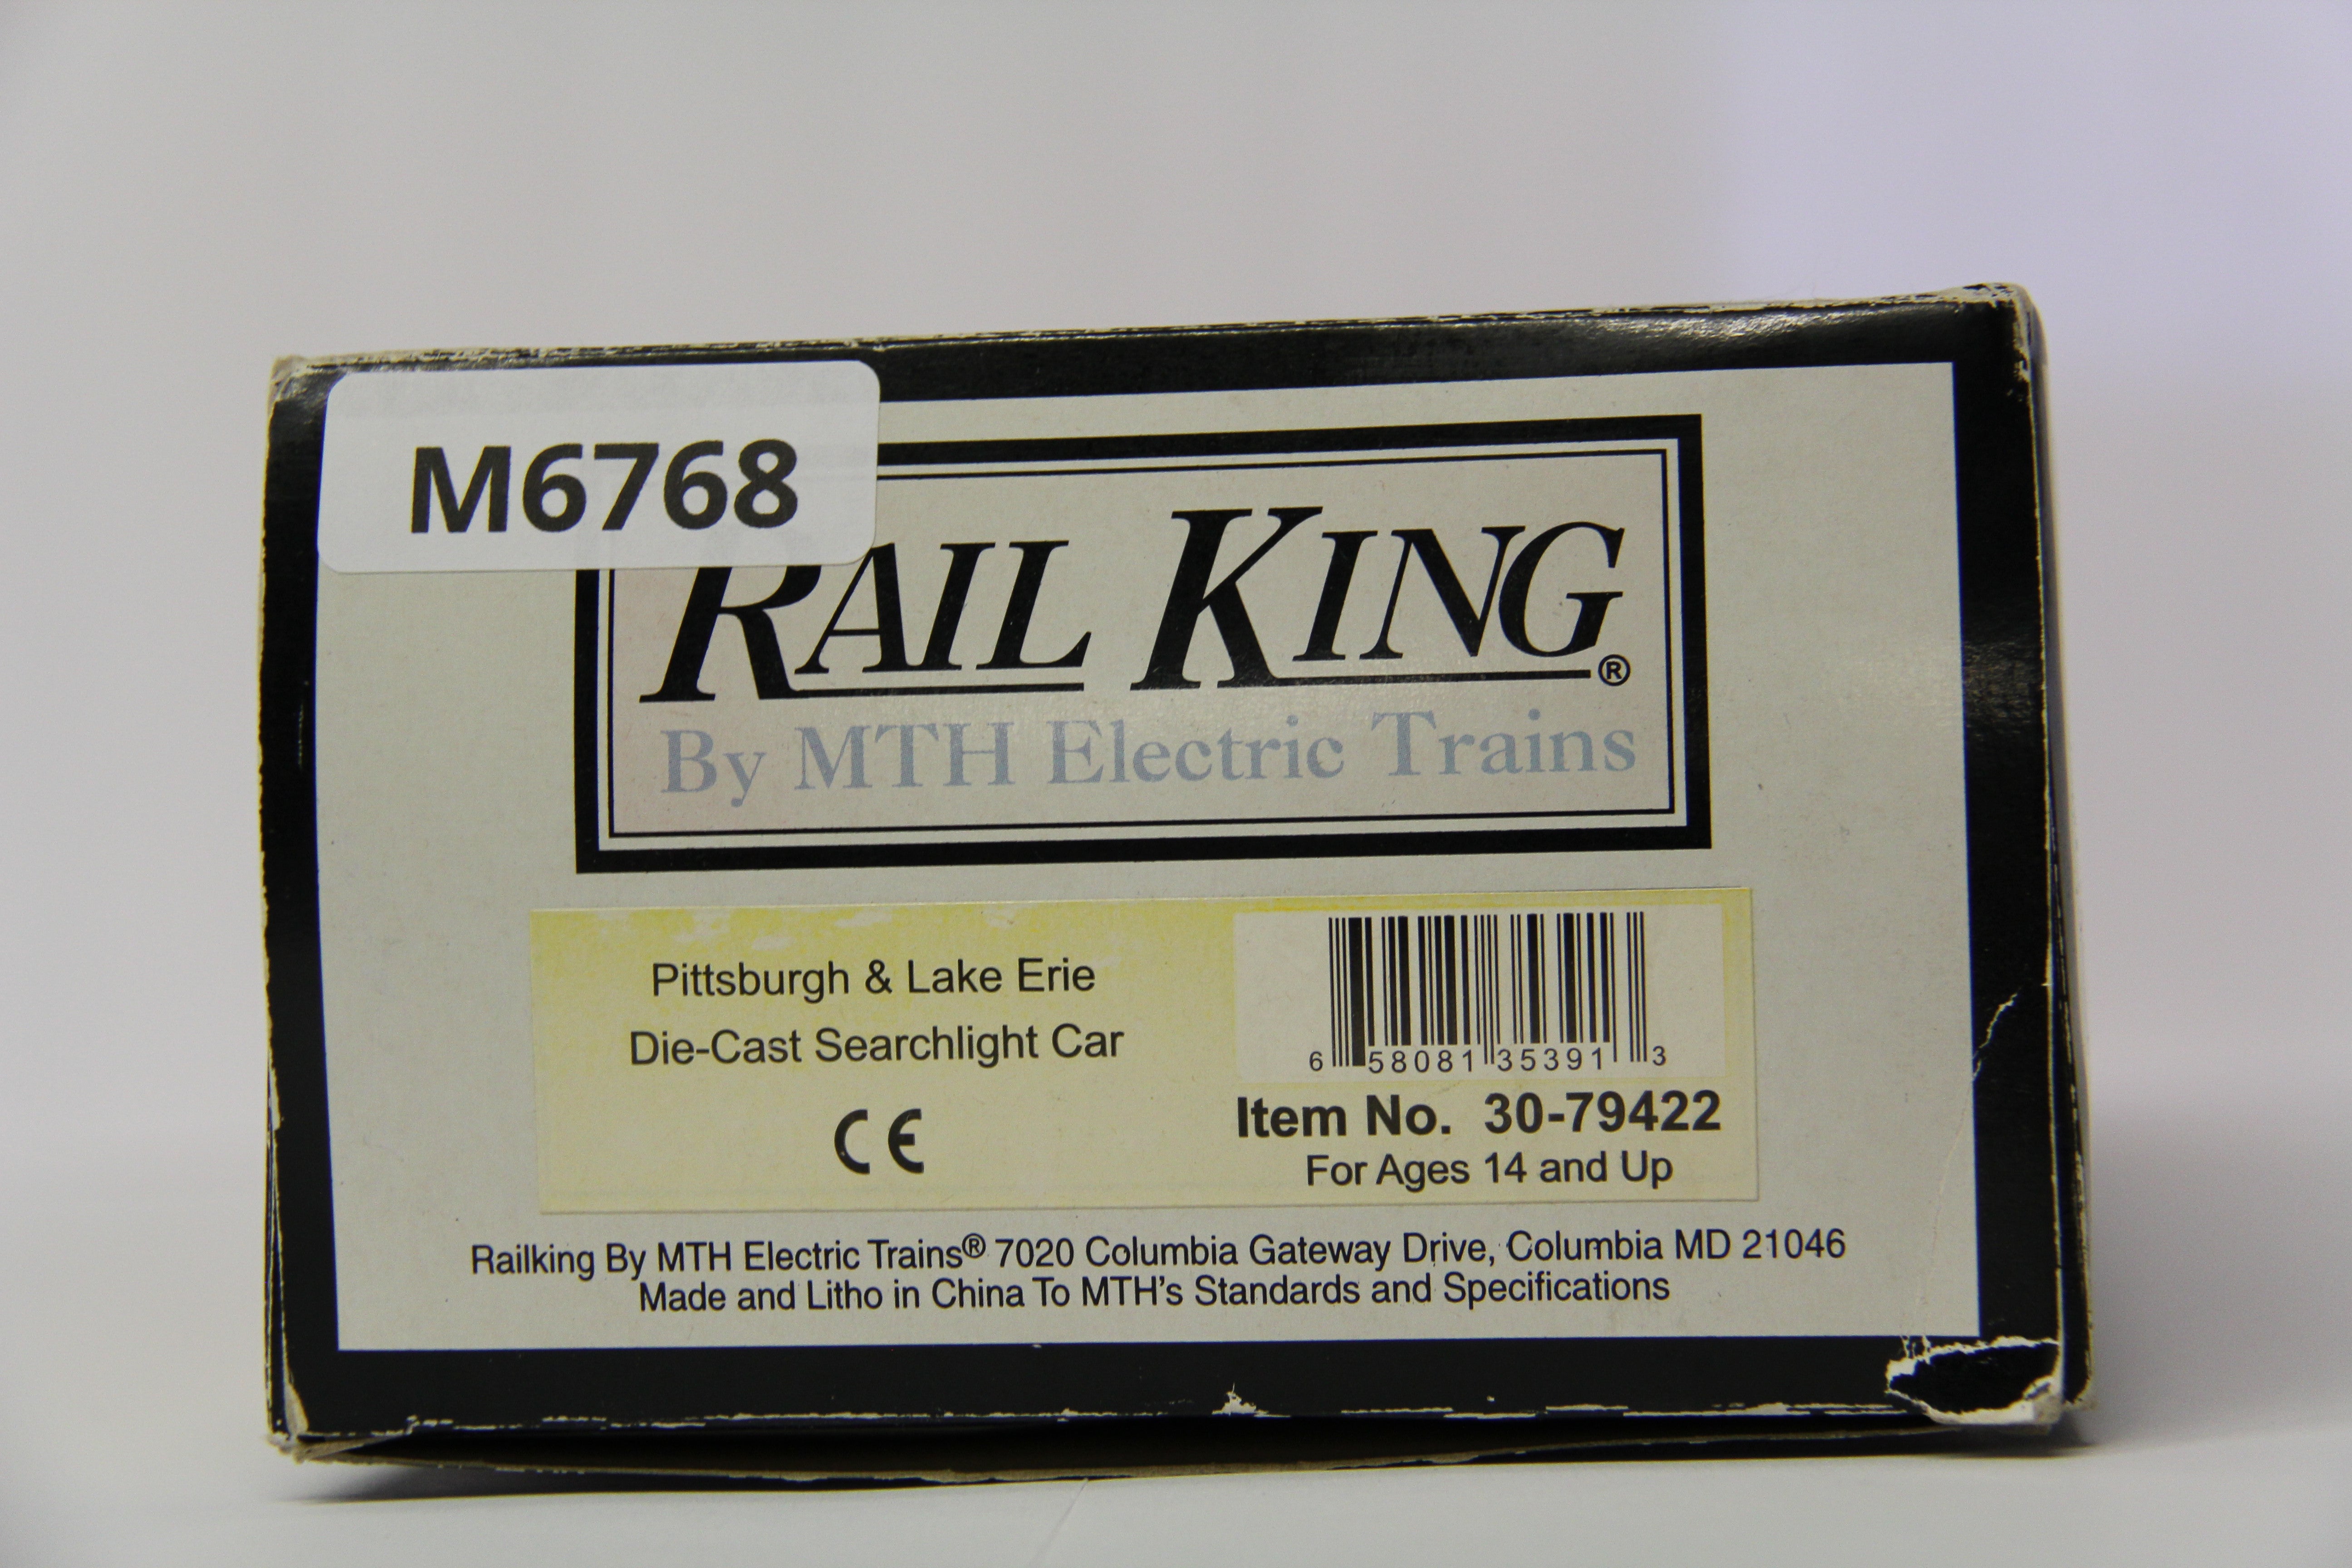 M6768
RAIL KING®
By MTH Electric Trains
Pittsburgh & Lake Erie
Die-Cast Searchlight Car
CE
6 58081 35391 3
Item No. 30-79422
For Ages 14 and Up
Railking By MTH Electric Trains® 7020 Columbia Gateway Drive, Columbia MD 21046
Made and Litho in China To MTH's Standards and Specifications